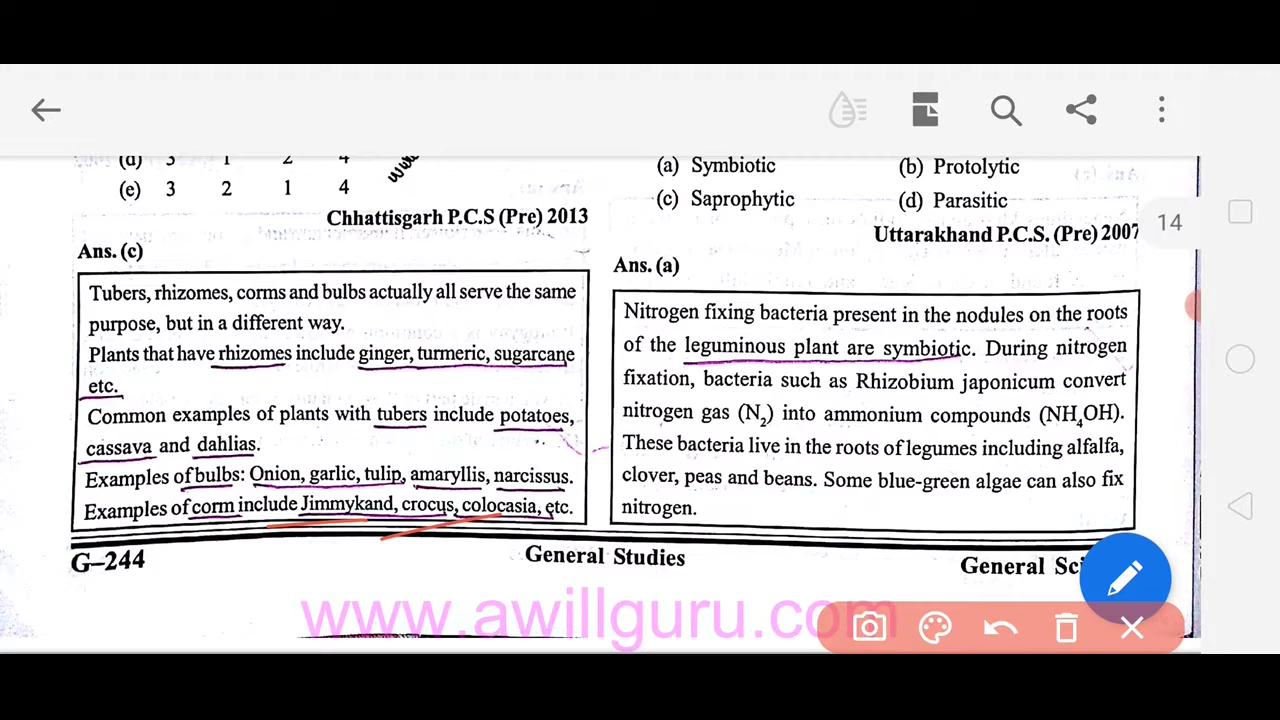 (d) 3 1 2 4
(e) 3 2 1 4
Chhattisgarh P.C.S (Pre) 2013
Ans. (c)
Tubers, rhizomes, corms and bulbs actually all serve the same
purpose, but in a different way.
Plants that have rhizomes include ginger, turmeric, sugarcane
etc.
Common examples of plants with tubers include potatoes,
cassava and dahlias.
Examples of bulbs: Onion, garlic, tulip, amaryllis, narcissus.
Examples of corm include Jimmykand, crocus, colocasia, etc.
(a) Symbiotic (b) Protolytic
(c) Saprophytic (d) Parasitic
Uttarakhand P.C.S. (Pre) 2007
14
Ans. (a)
Nitrogen fixing bacteria present in the nodules on the roots
of the leguminous plant are symbiotic. During nitrogen
fixation, bacteria such as Rhizobium japonicum convert
nitrogen gas (N2) into ammonium compounds (NH4OH).
These bacteria live in the roots of legumes including alfalfa,
clover, peas and beans. Some blue-green algae can also fix
nitrogen.
G–244 General Studies General Sci
www.awillguru.com